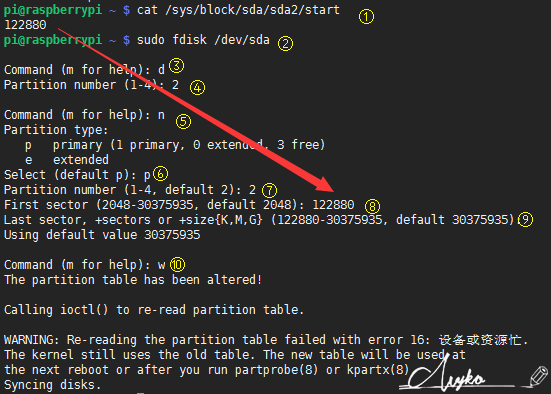 pi@raspberrypi ~ $ cat /sys/block/sda/sda2/start ①
122880
pi@raspberrypi ~ $ sudo fdisk /dev/sda ②
Command (m for help): d ③
Partition number (1-4): 2 ④
Command (m for help): n ⑤
Partition type:
p primary (1 primary, 0 extended, 3 free)
e extended
Select (default p): p ⑥
Partition number (1-4, default 2): 2 ⑦
First sector (2048-30375935, default 2048): 122880 ⑧
Last sector, +sectors or +size{K,M,G} (122880-30375935, default 30375935): ⑨
Using default value 30375935
Command (m for help): w ⑩
The partition table has been altered!
Calling ioctl() to re-read partition table.
WARNING: Re-reading the partition table failed with error 16: 设备或资源忙.
The kernel still uses the old table. The new table will be used at
the next reboot or after you run partprobe(8) or kpartx(8)
Syncing disks.